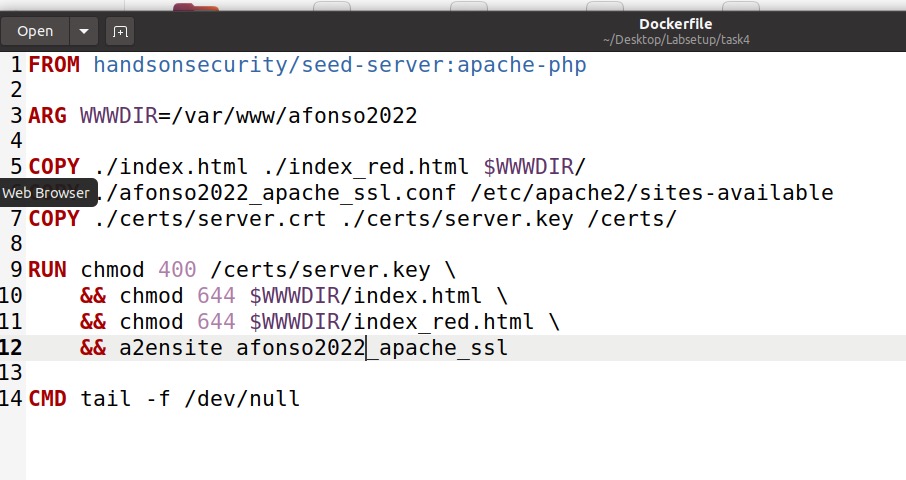 Open
Dockerfile
~/Desktop/Labsetup/task4
1 FROM handsonsecurity/seed-server:apache-php
2
3 ARG WWWDIR=/var/www/afonso2022
4
5 COPY ./index.html ./index_red.html $WWWDIR/
Web Browser ./afonso2022_apache_ssl.conf /etc/apache2/sites-available
7 COPY ./certs/server.crt ./certs/server.key /certs/
8
9 RUN chmod 400 /certs/server.key \
10 && chmod 644 $WWWDIR/index.html \
11 && chmod 644 $WWWDIR/index_red.html \
12 && a2ensite afonso2022_apache_ssl
13
14 CMD tail -f /dev/null